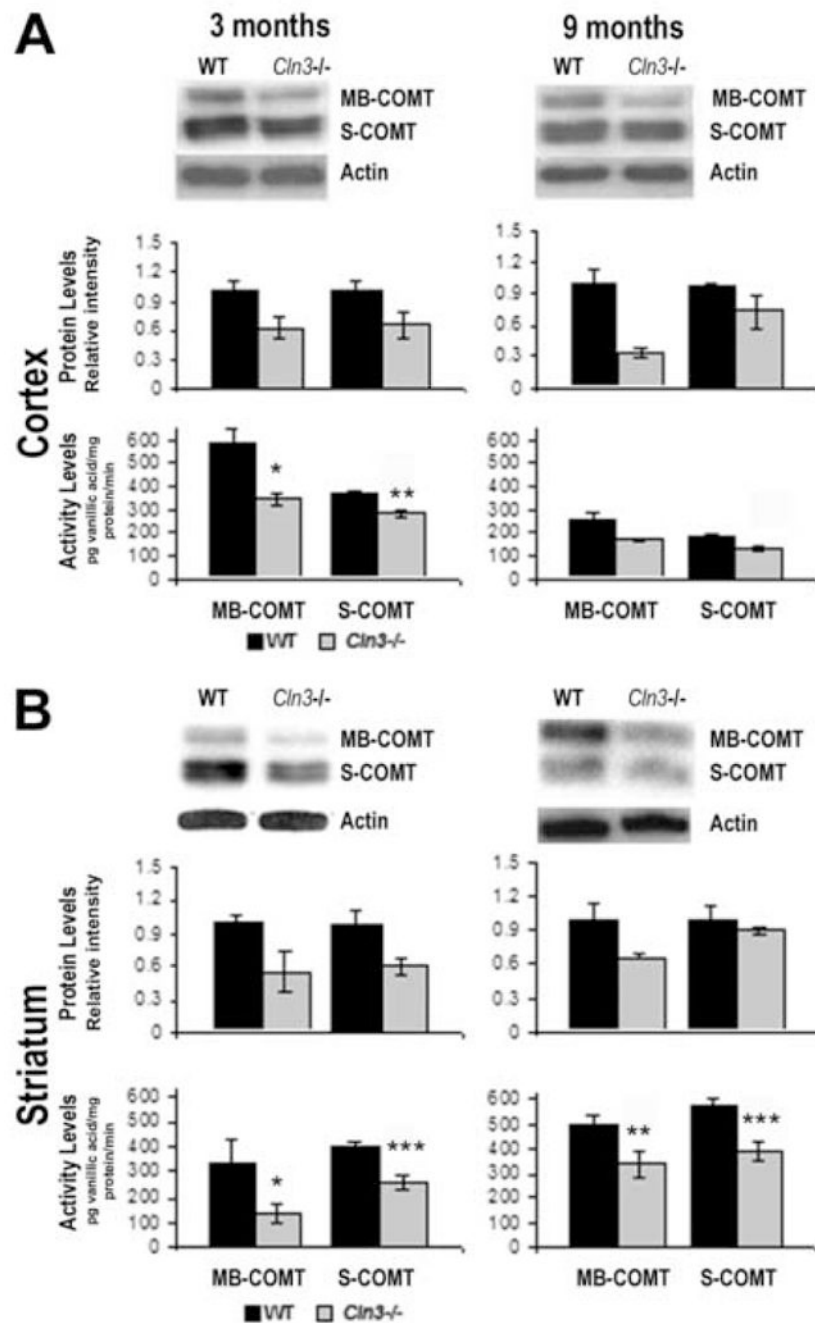 A
3 months
9 months
WT Cln3-/-
WT Cln3-/-
MB-COMT
S-COMT
Actin
MB-COMT
S-COMT
Actin
Cortex
Protein Levels
Relative intensity
1.5
1.2
0.9
0.6
0.3
0
1.5
1.2
0.9
0.6
0.3
0
Activity Levels
pg vanillic acid/mg
protein/min
600
500
400
300
200
100
0
* **
600
500
400
300
200
100
0
MB-COMT S-COMT
MB-COMT S-COMT
WT Cln3-/-
B
WT Cln3-/-
WT Cln3-/-
MB-COMT
S-COMT
Actin
MB-COMT
S-COMT
Actin
Striatum
Protein Levels
Relative intensity
1.5
1.2
0.9
0.6
0.3
0
1.5
1.2
0.9
0.6
0.3
0
Activity Levels
pg vanillic acid/mg
protein/min
600
500
400
300
200
100
0
* ***
600
500
400
300
200
100
0
** ***
MB-COMT S-COMT
MB-COMT S-COMT
WT Cln3-/-